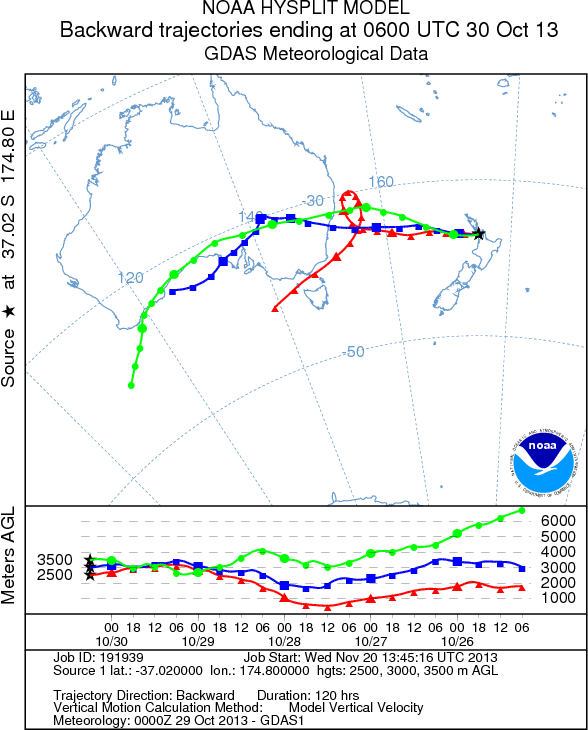 NOAA HYSPLIT MODEL
Backward trajectories ending at 0600 UTC 30 Oct 13
GDAS Meteorological Data
Source ★ at 37.02 S 174.80 E
160
-30
140
120
-50
noaa
Meters AGL
3500
2500
6000
5000
4000
3000
2000
1000
00 18 12 06 00 18 12 06 00 18 12 06 00 18 12 06 00 18 12 06
10/30 10/29 10/28 10/27 10/26
Job ID: 191939 Job Start: Wed Nov 20 13:45:16 UTC 2013
Source 1 lat.: -37.020000 lon.: 174.800000 hgts: 2500, 3000, 3500 m AGL
Trajectory Direction: Backward Duration: 120 hrs
Vertical Motion Calculation Method: Model Vertical Velocity
Meteorology: 0000Z 29 Oct 2013 - GDAS1